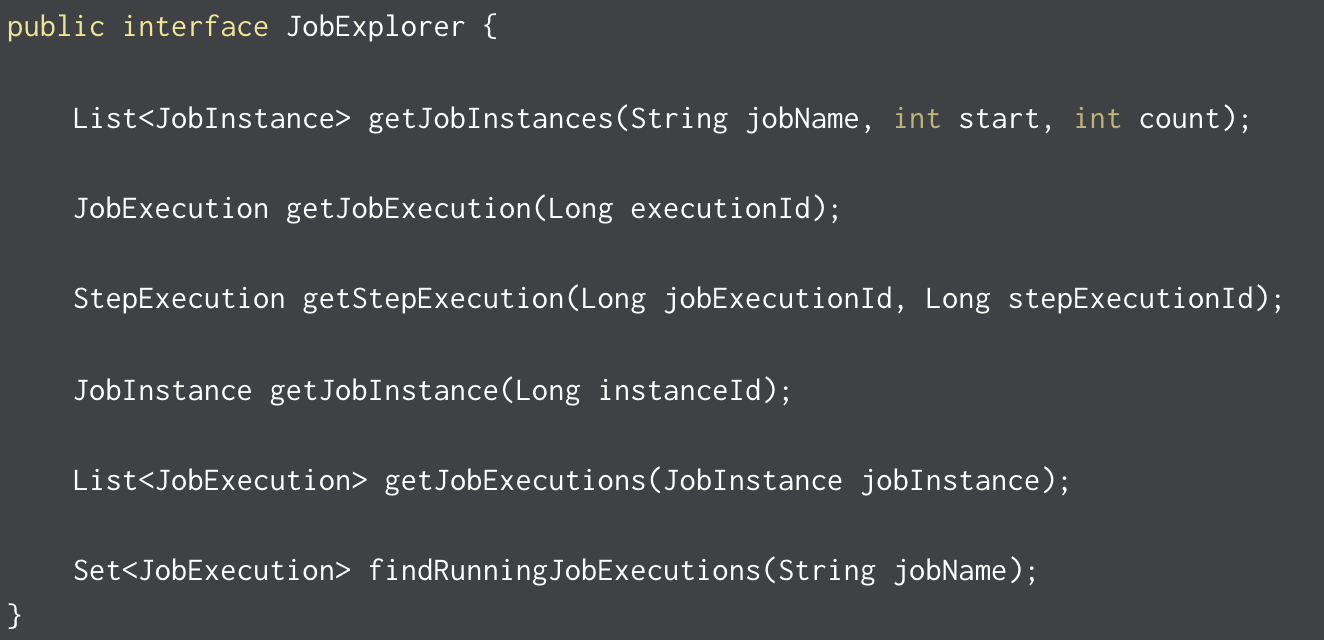 public interface JobExplorer {
List<JobInstance> getJobInstances(String jobName, int start, int count);
JobExecution getJobExecution(Long executionId);
StepExecution getStepExecution(Long jobExecutionId, Long stepExecutionId);
JobInstance getJobInstance(Long instanceId);
List<JobExecution> getJobExecutions(JobInstance jobInstance);
Set<JobExecution> findRunningJobExecutions(String jobName);
}